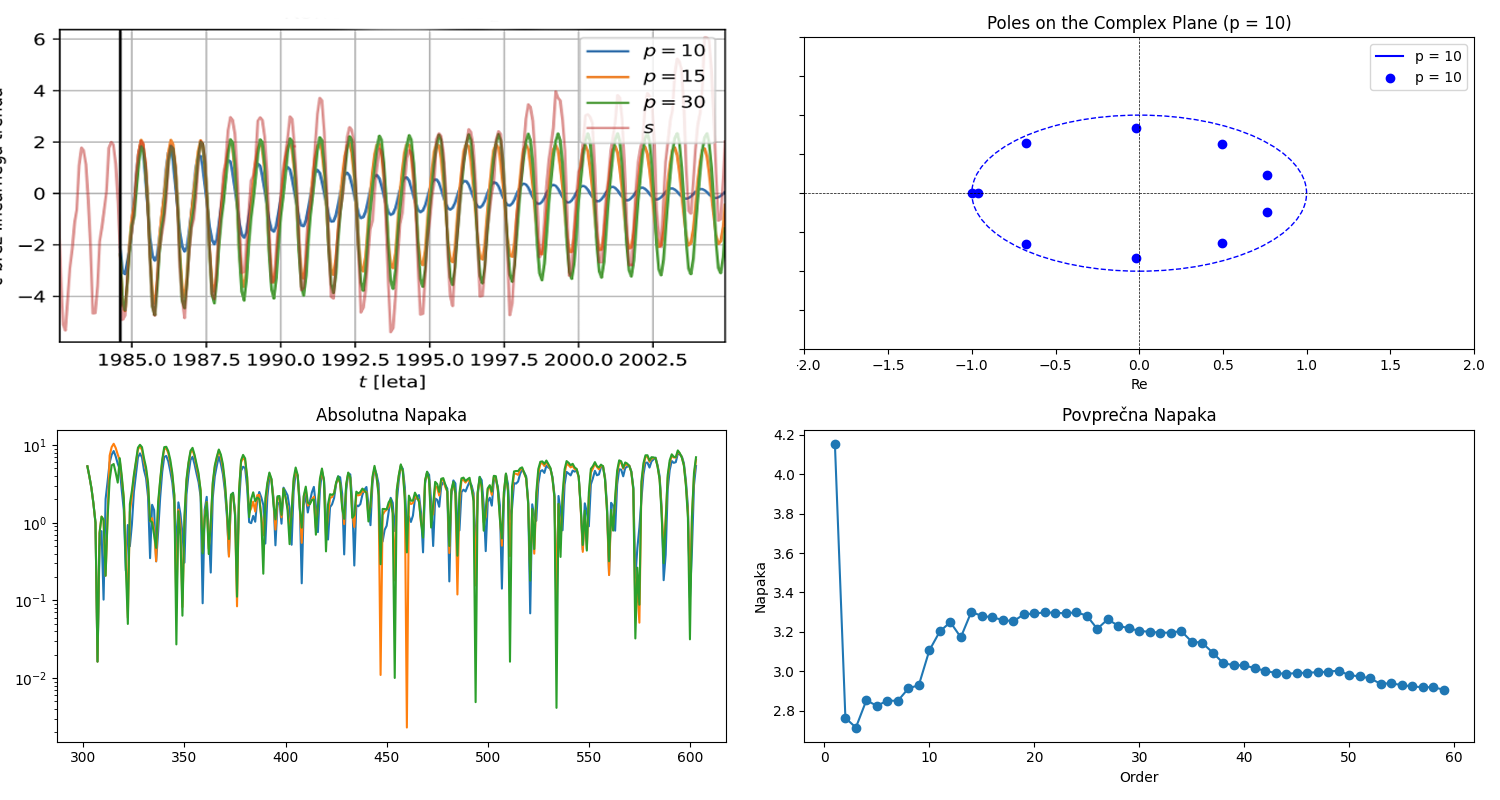 6
4
2
0
−2
−4
p = 10
p = 15
p = 30
s
1985.0 1987.5 1990.0 1992.5 1995.0 1997.5 2000.0 2002.5
t [leta]
Poles on the Complex Plane (p = 10)
p = 10
p = 10
2.0 −1.5 −1.0 −0.5 0.0 0.5 1.0 1.5 2.0
Re
Absolutna Napaka
10¹
10⁰
10⁻¹
10⁻²
300 350 400 450 500 550 600
Povprečna Napaka
4.2
4.0
3.8
3.6
3.4
3.2
3.0
2.8
Napaka
0 10 20 30 40 50 60
Order